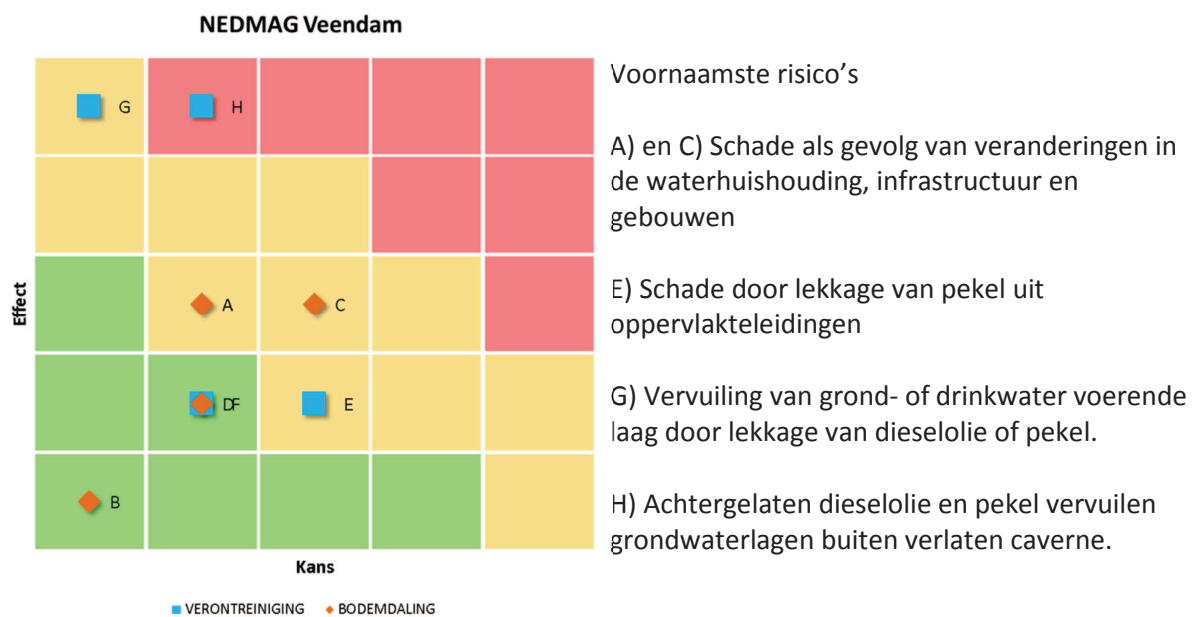 NEDMAG Veendam
G
H
A
C
DF
E
B
Effect
Kans
VERONTREINIGING
BODEMDALING
Voornaamste risico's
A) en C) Schade als gevolg van veranderingen in
de waterhuishouding, infrastructuur en
gebouwen
E) Schade door lekkage van pekel uit
oppervlakteleidingen
G) Vervuiling van grond- of drinkwater voerende
laag door lekkage van dieselolie of pekel.
H) Achtergelaten dieselolie en pekel vervuilen
grondwaterlagen buiten verlaten caverne.